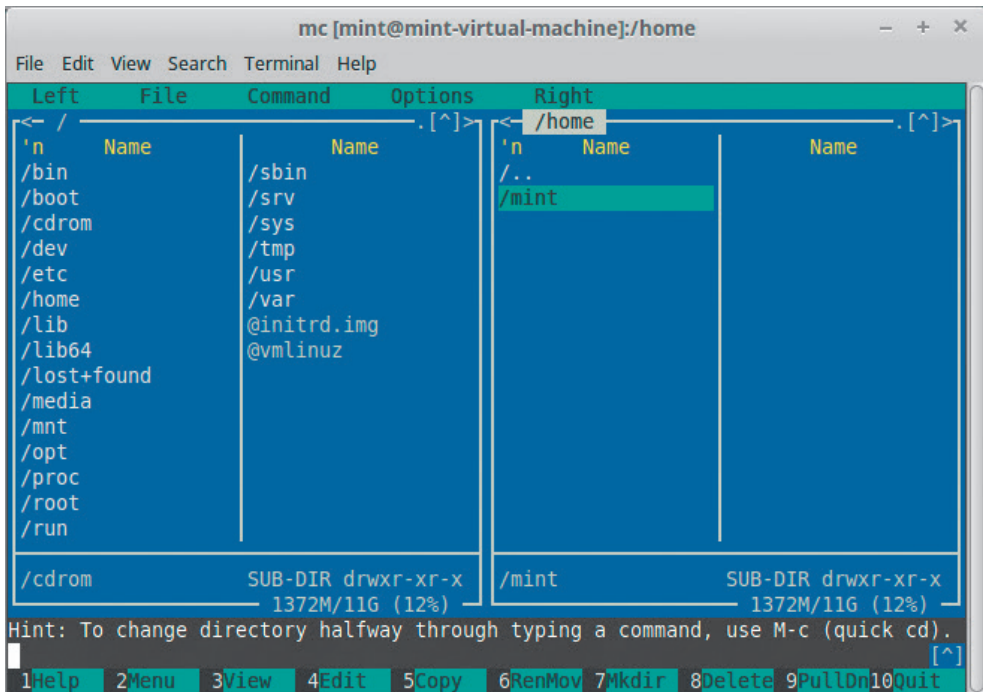 mc [mint@mint-virtual-machine]:/home
File Edit View Search Terminal Help
Left File Command Options Right
<- / .[^]> <- /home .[^]>
'n Name Name 'n Name Name
/bin /sbin /..
/boot /srv /mint
/cdrom /sys
/dev /tmp
/etc /usr
/home /var
/lib @initrd.img
/lib64 @vmlinuz
/lost+found
/media
/mnt
/opt
/proc
/root
/run
/cdrom SUB-DIR drwxr-xr-x /mint SUB-DIR drwxr-xr-x
1372M/11G (12%) 1372M/11G (12%)
Hint: To change directory halfway through typing a command, use M-c (quick cd).
[^]
1Help 2Menu 3View 4Edit 5Copy 6RenMov 7Mkdir 8Delete 9PullDn 10Quit